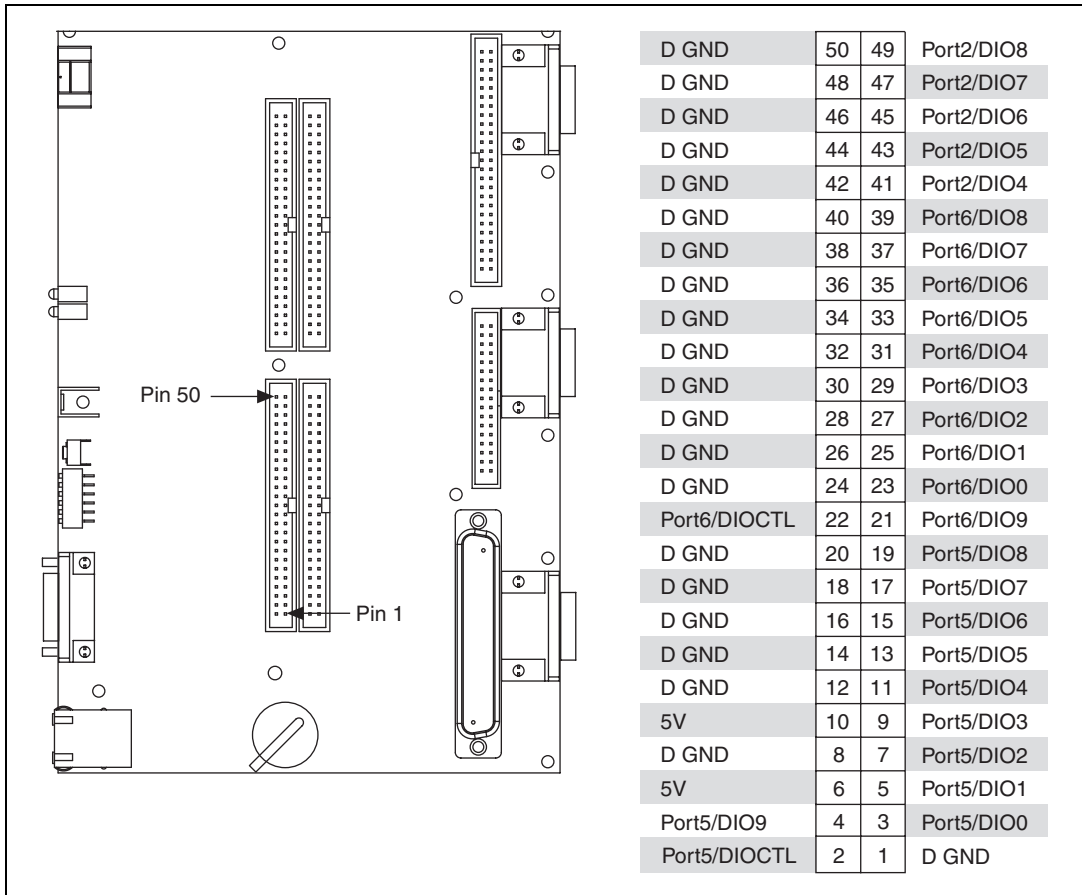 D GND 50 49 Port2/DIO8
D GND 48 47 Port2/DIO7
D GND 46 45 Port2/DIO6
D GND 44 43 Port2/DIO5
D GND 42 41 Port2/DIO4
D GND 40 39 Port6/DIO8
D GND 38 37 Port6/DIO7
D GND 36 35 Port6/DIO6
D GND 34 33 Port6/DIO5
D GND 32 31 Port6/DIO4
D GND 30 29 Port6/DIO3
D GND 28 27 Port6/DIO2
D GND 26 25 Port6/DIO1
D GND 24 23 Port6/DIO0
Port6/DIOCTL 22 21 Port6/DIO9
D GND 20 19 Port5/DIO8
D GND 18 17 Port5/DIO7
D GND 16 15 Port5/DIO6
D GND 14 13 Port5/DIO5
D GND 12 11 Port5/DIO4
5V 10 9 Port5/DIO3
D GND 8 7 Port5/DIO2
5V 6 5 Port5/DIO1
Port5/DIO9 4 3 Port5/DIO0
Port5/DIOCTL 2 1 D GND
Pin 50
Pin 1